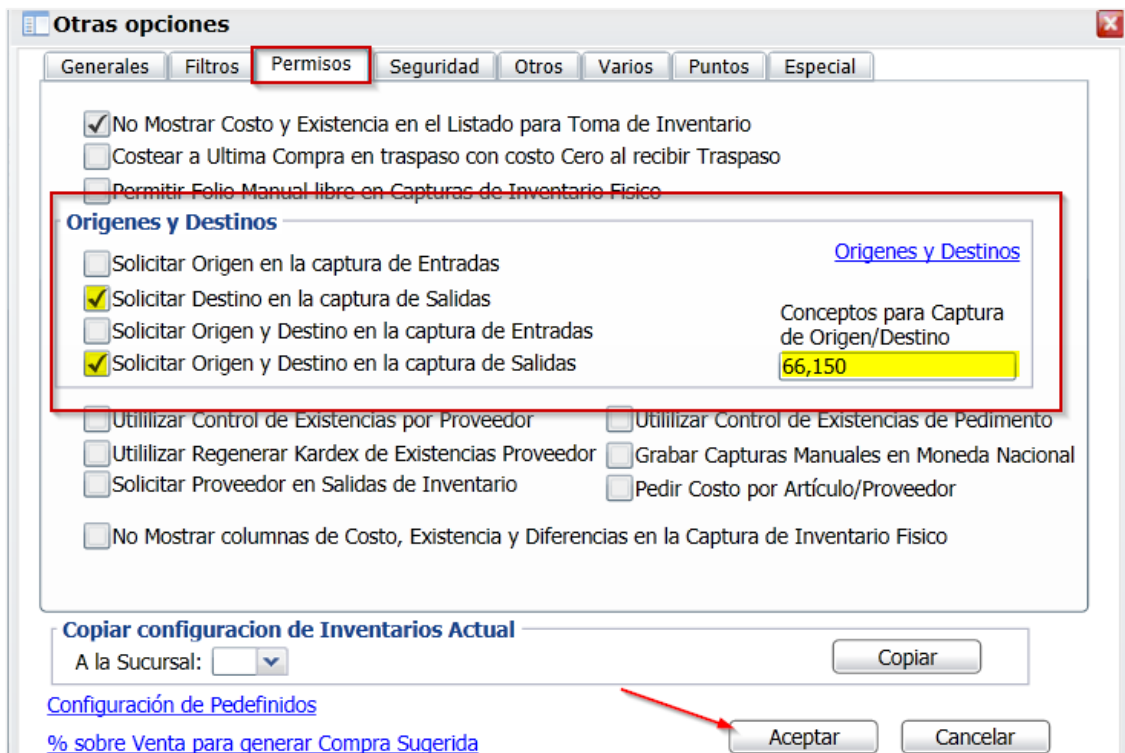 Otras opciones
Generales Filtros Permisos Seguridad Otros Varios Puntos Especial
No Mostrar Costo y Existencia en el Listado para Toma de Inventario
Costear a Ultima Compra en traspaso con costo Cero al recibir Traspaso
Permitir Folio Manual libre en Capturas de Inventario Fisico
Origenes y Destinos
Origenes y Destinos
Solicitar Origen en la captura de Entradas
Solicitar Destino en la captura de Salidas
Solicitar Origen y Destino en la captura de Entradas
Solicitar Origen y Destino en la captura de Salidas
Conceptos para Captura
de Origen/Destino
66,150
Utililizar Control de Existencias por Proveedor
Utililizar Control de Existencias de Pedimento
Utililizar Regenerar Kardex de Existencias Proveedor
Grabar Capturas Manuales en Moneda Nacional
Solicitar Proveedor en Salidas de Inventario
Pedir Costo por Artículo/Proveedor
No Mostrar columnas de Costo, Existencia y Diferencias en la Captura de Inventario Fisico
Copiar configuracion de Inventarios Actual
A la Sucursal:
Copiar
Configuración de Pedefinidos
% sobre Venta para generar Compra Sugerida
Aceptar
Cancelar